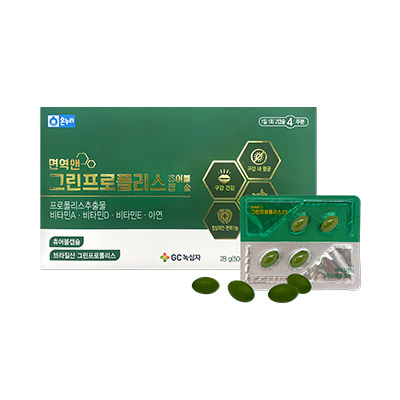 온누리
1일 1회 2캡슐 4주분
면역앤
그린프로폴리스 츄어블
캡슐
프로폴리스추출물
비타민A · 비타민D · 비타민E · 아연
구강 건강
구강 내 항균
정상적인 면역기능
츄어블캡슐
브라질산 그린프로폴리스
GC녹십자
28 g(50
그린프로폴리스